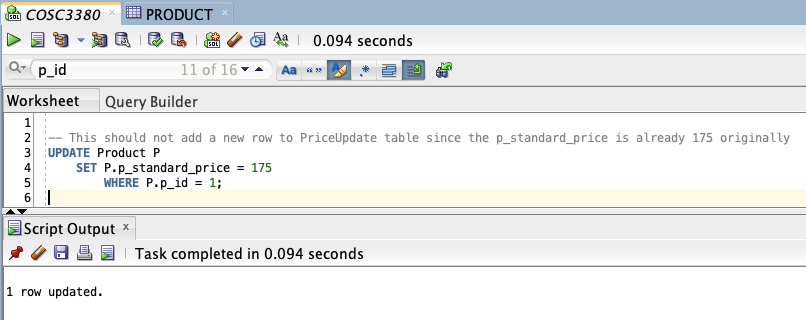 COSC3380 × PRODUCT ×
SQL 0.094 seconds
p_id 11 of 16 Aa “” .*
Worksheet Query Builder
1
2 -- This should not add a new row to PriceUpdate table since the p_standard_price is already 175 originally
3 UPDATE Product P
4 SET P.p_standard_price = 175
5 WHERE P.p_id = 1;
6
Script Output ×
Task completed in 0.094 seconds
1 row updated.